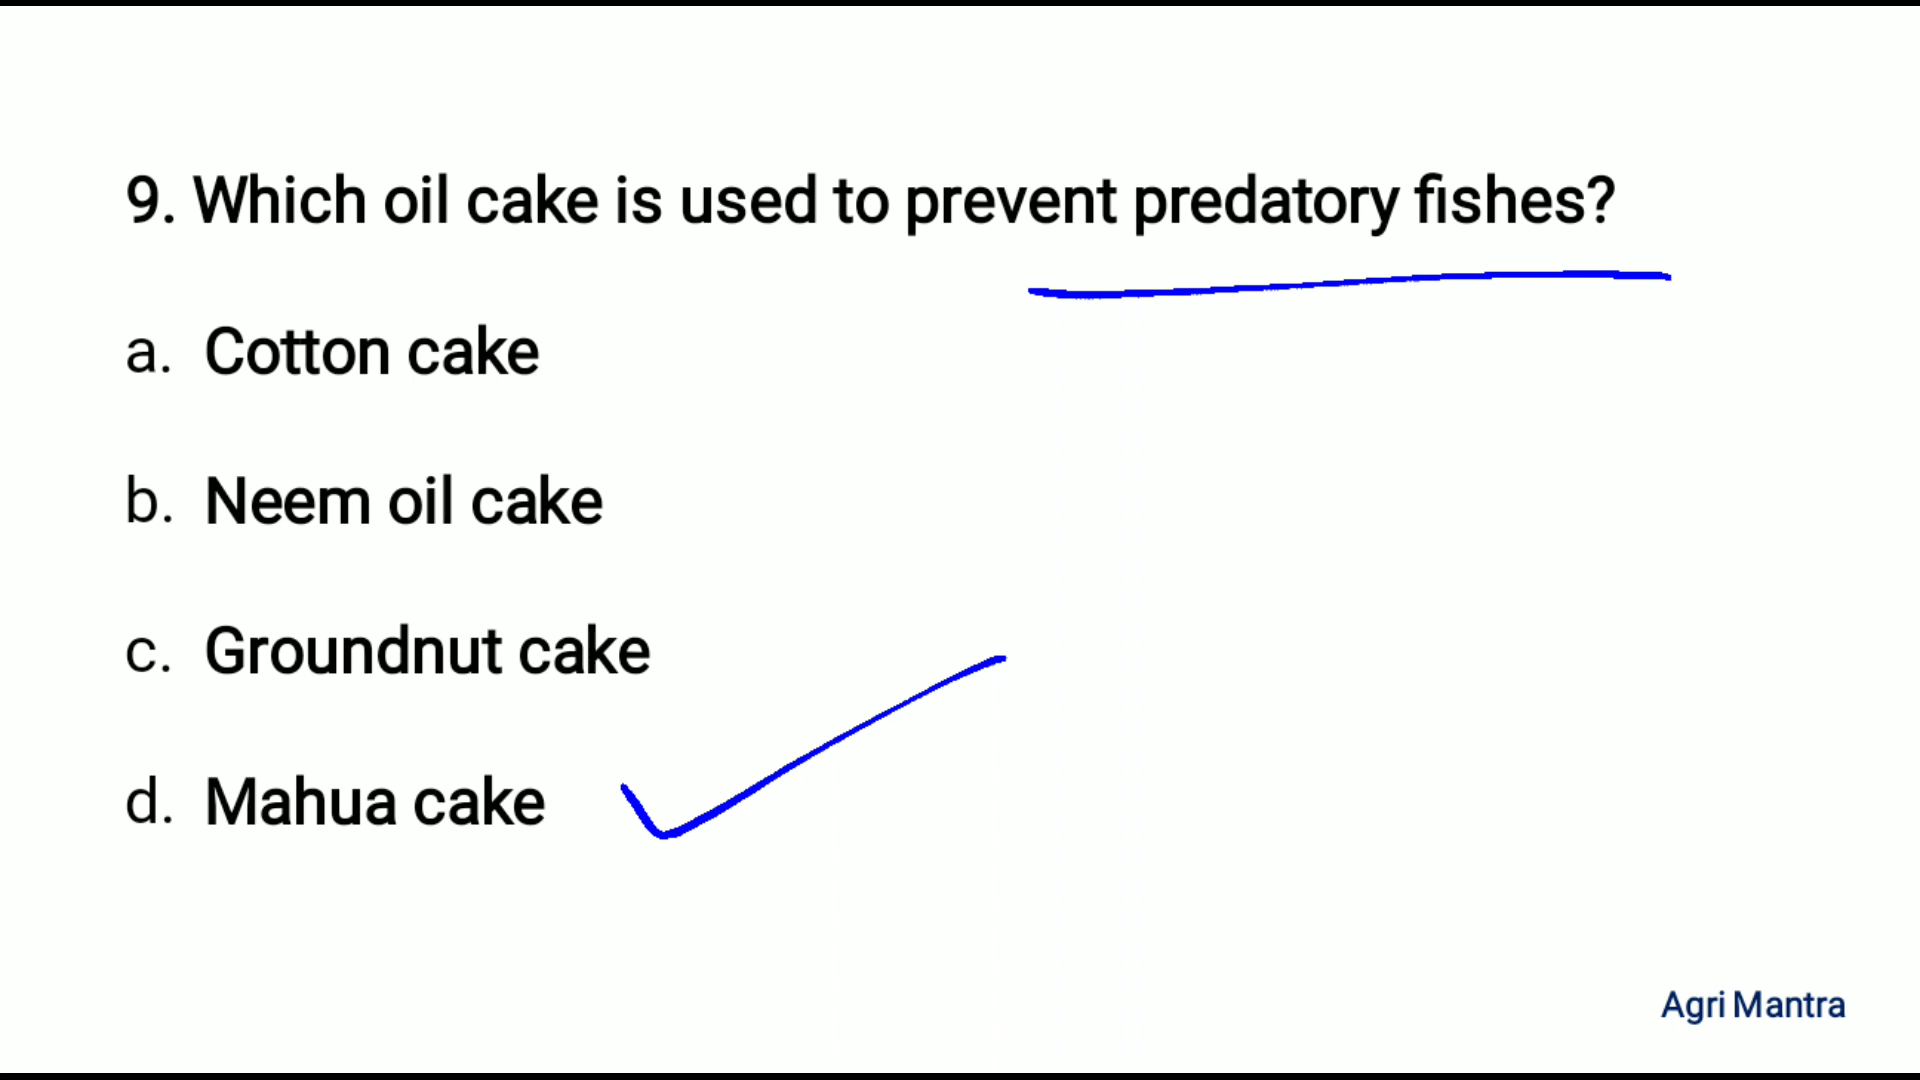 9. Which oil cake is used to prevent predatory fishes?
a. Cotton cake
b. Neem oil cake
c. Groundnut cake
d. Mahua cake
Agri Mantra